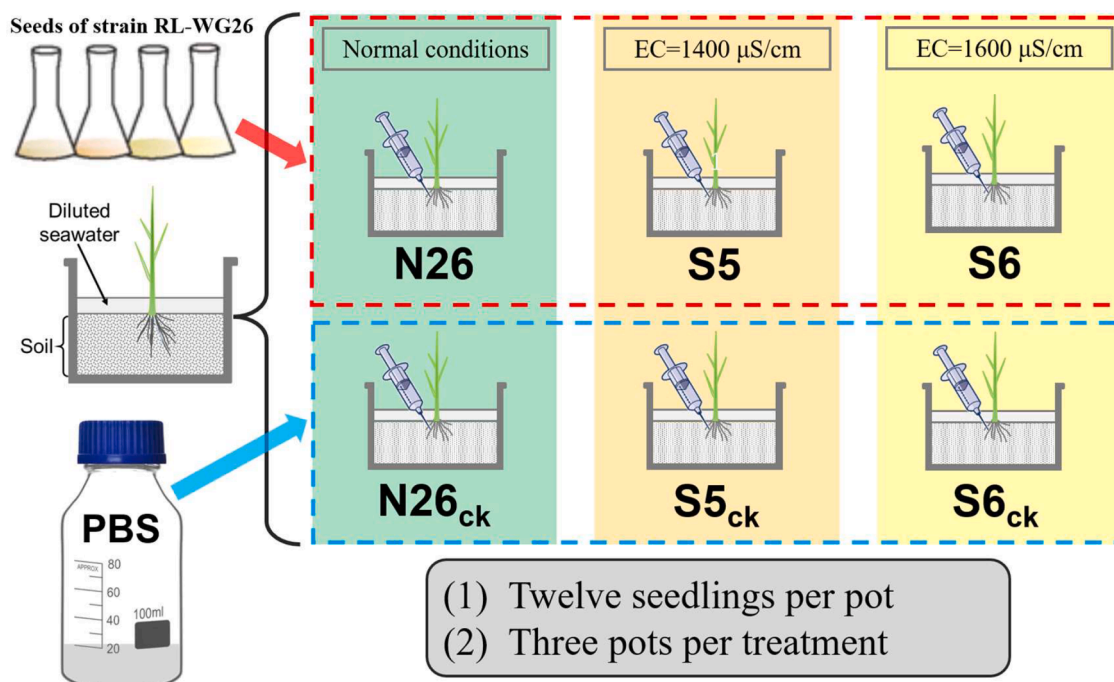 Seeds of strain RL-WG26
Normal conditions
EC=1400 μS/cm
EC=1600 μS/cm
Diluted
seawater
Soil
N26
S5
S6
PBS
APPROX
80
60
40
20
100ml
N26ck
S5ck
S6ck
(1) Twelve seedlings per pot
(2) Three pots per treatment